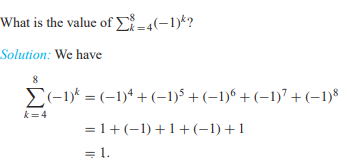 What is the value of ∑⁸ₖ₌₄(−1)ᵏ?
Solution: We have
8
∑(−1)ᵏ = (−1)⁴ + (−1)⁵ + (−1)⁶ + (−1)⁷ + (−1)⁸
k=4
= 1 + (−1) + 1 + (−1) + 1
= 1.